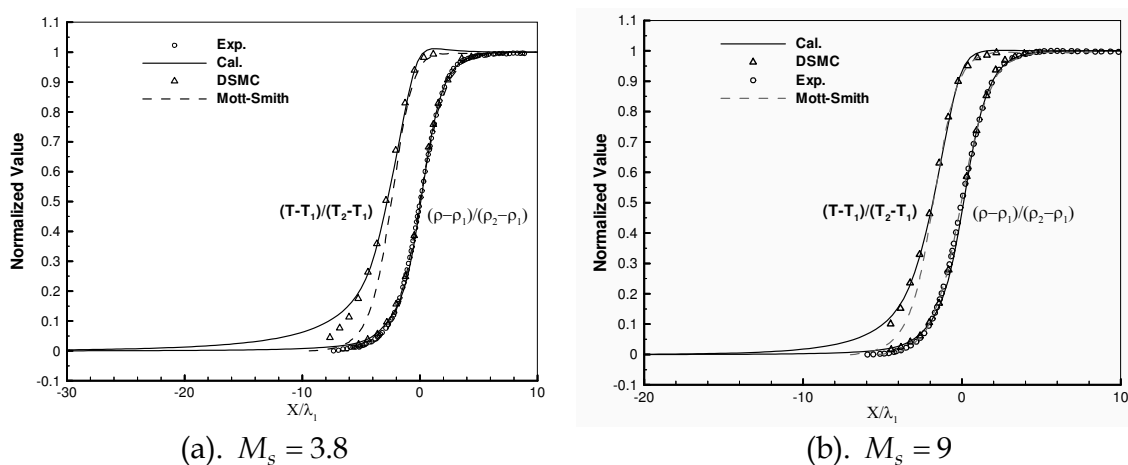 1.1
1
0.9
0.8
0.7
0.6
0.5
0.4
0.3
0.2
0.1
0
-0.1
Normalized Value
Exp.
Cal.
DSMC
Mott-Smith
(T-T₁)/(T₂-T₁)
(ρ−ρ₁)/(ρ₂−ρ₁)
-30 -20 -10 0 10
X/λ₁
(a). Mₛ = 3.8
1.1
1
0.9
0.8
0.7
0.6
0.5
0.4
0.3
0.2
0.1
0
-0.1
Normalized Value
Cal.
DSMC
Exp.
Mott-Smith
(T-T₁)/(T₂-T₁)
(ρ−ρ₁)/(ρ₂−ρ₁)
-20 -10 0 10
X/λ₁
(b). Mₛ = 9